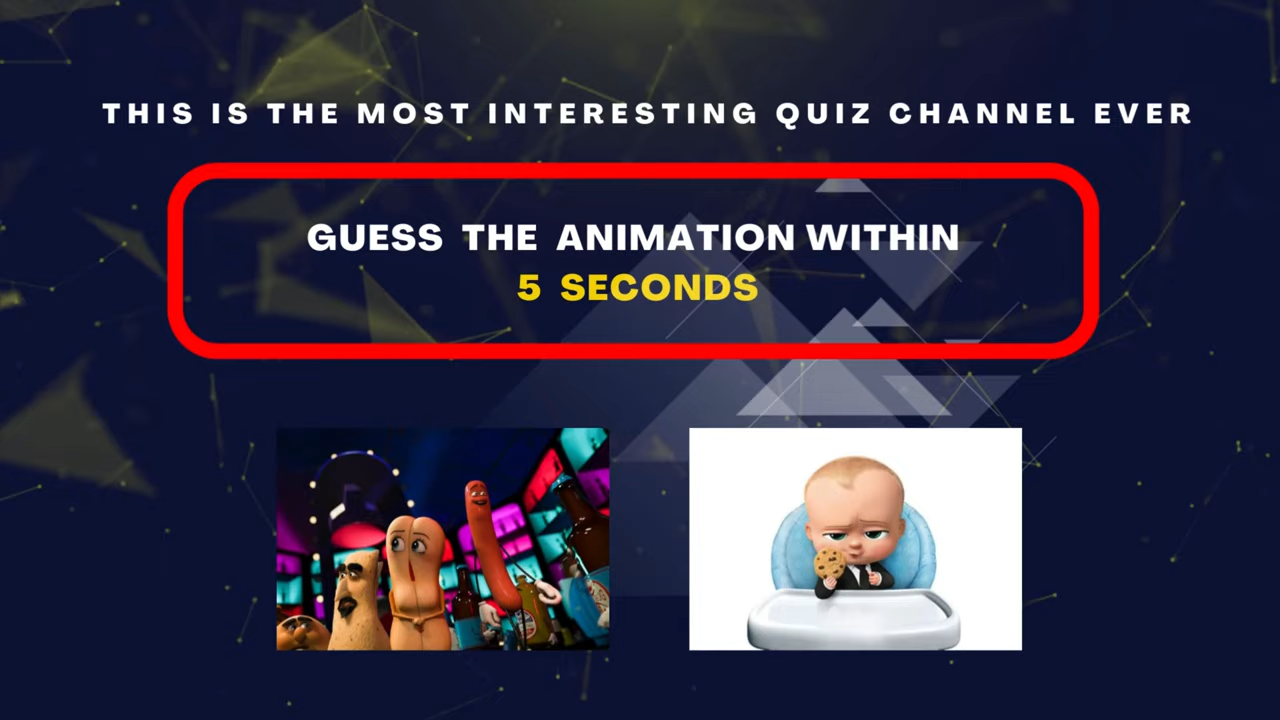 THIS IS THE MOST INTERESTING QUIZ CHANNEL EVER
GUESS THE ANIMATION WITHIN
5 SECONDS